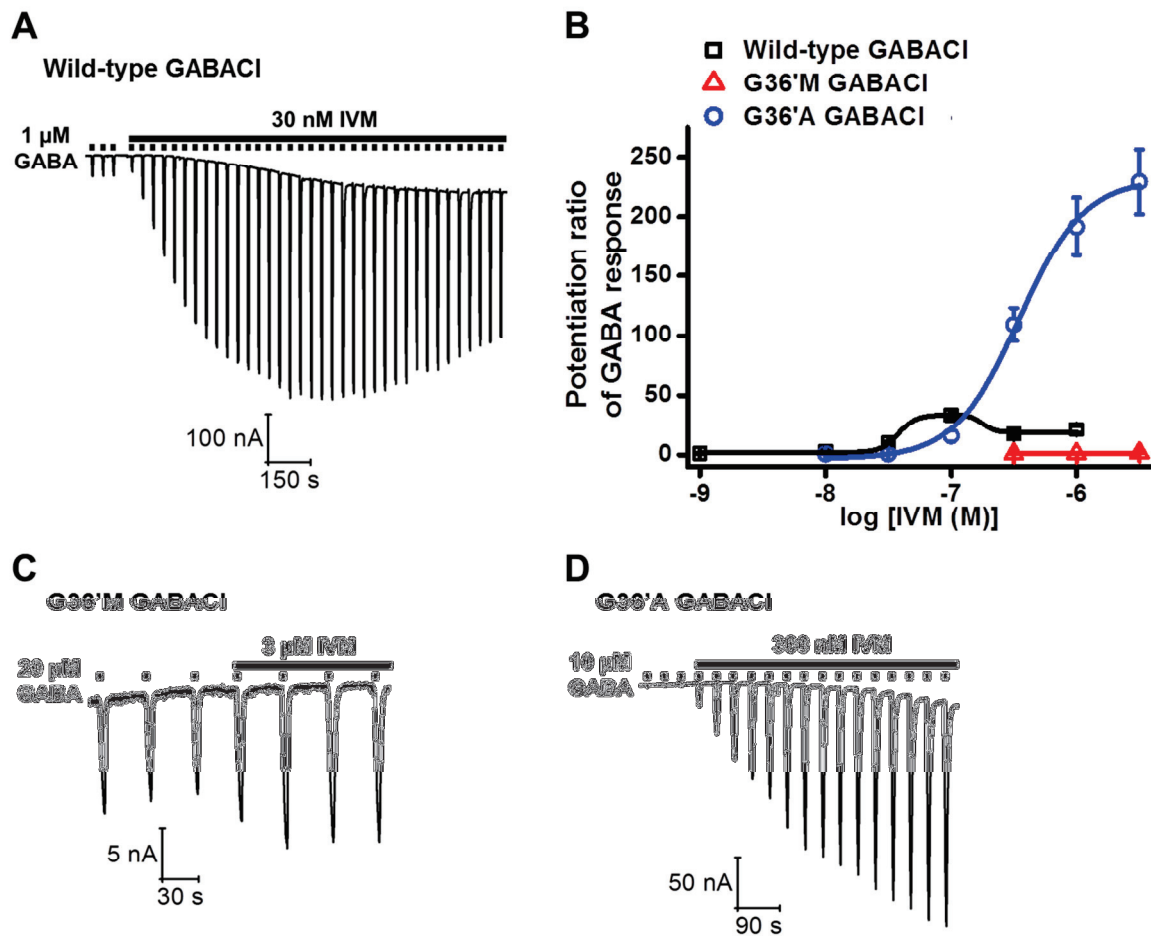 A
Wild-type GABACl
30 nM IVM
1 µM
GABA
100 nA
150 s
B
Wild-type GABACl
G36'M GABACl
G36'A GABACl
Potentiation ratio
of GABA response
250
200
150
100
50
0
-9
-8
-7
-6
log [IVM (M)]
C
G36'M GABACl
3 µM IVM
20 µM
GABA
5 nA
30 s
D
G36'A GABACl
300 nM IVM
10 µM
GABA
50 nA
90 s